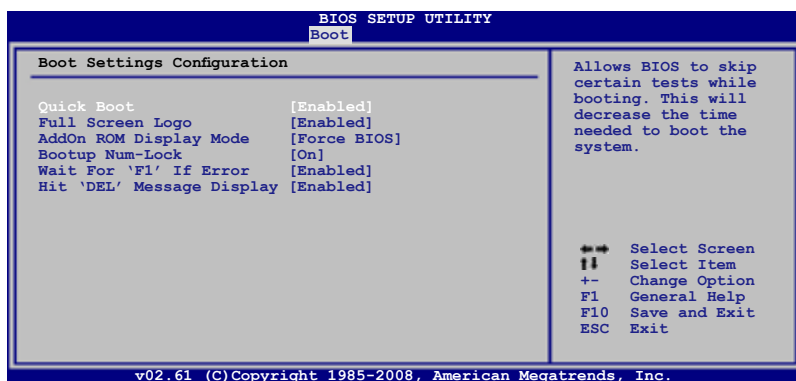 BIOS SETUP UTILITY
Boot
Boot Settings Configuration
Quick Boot [Enabled]
Full Screen Logo [Enabled]
AddOn ROM Display Mode [Force BIOS]
Bootup Num-Lock [On]
Wait For ‘F1’ If Error [Enabled]
Hit ‘DEL’ Message Display [Enabled]
Allows BIOS to skip
certain tests while
booting. This will
decrease the time
needed to boot the
system.
←→ Select Screen
↑↓ Select Item
+- Change Option
F1 General Help
F10 Save and Exit
ESC Exit
v02.61 (C)Copyright 1985-2008, American Megatrends, Inc.